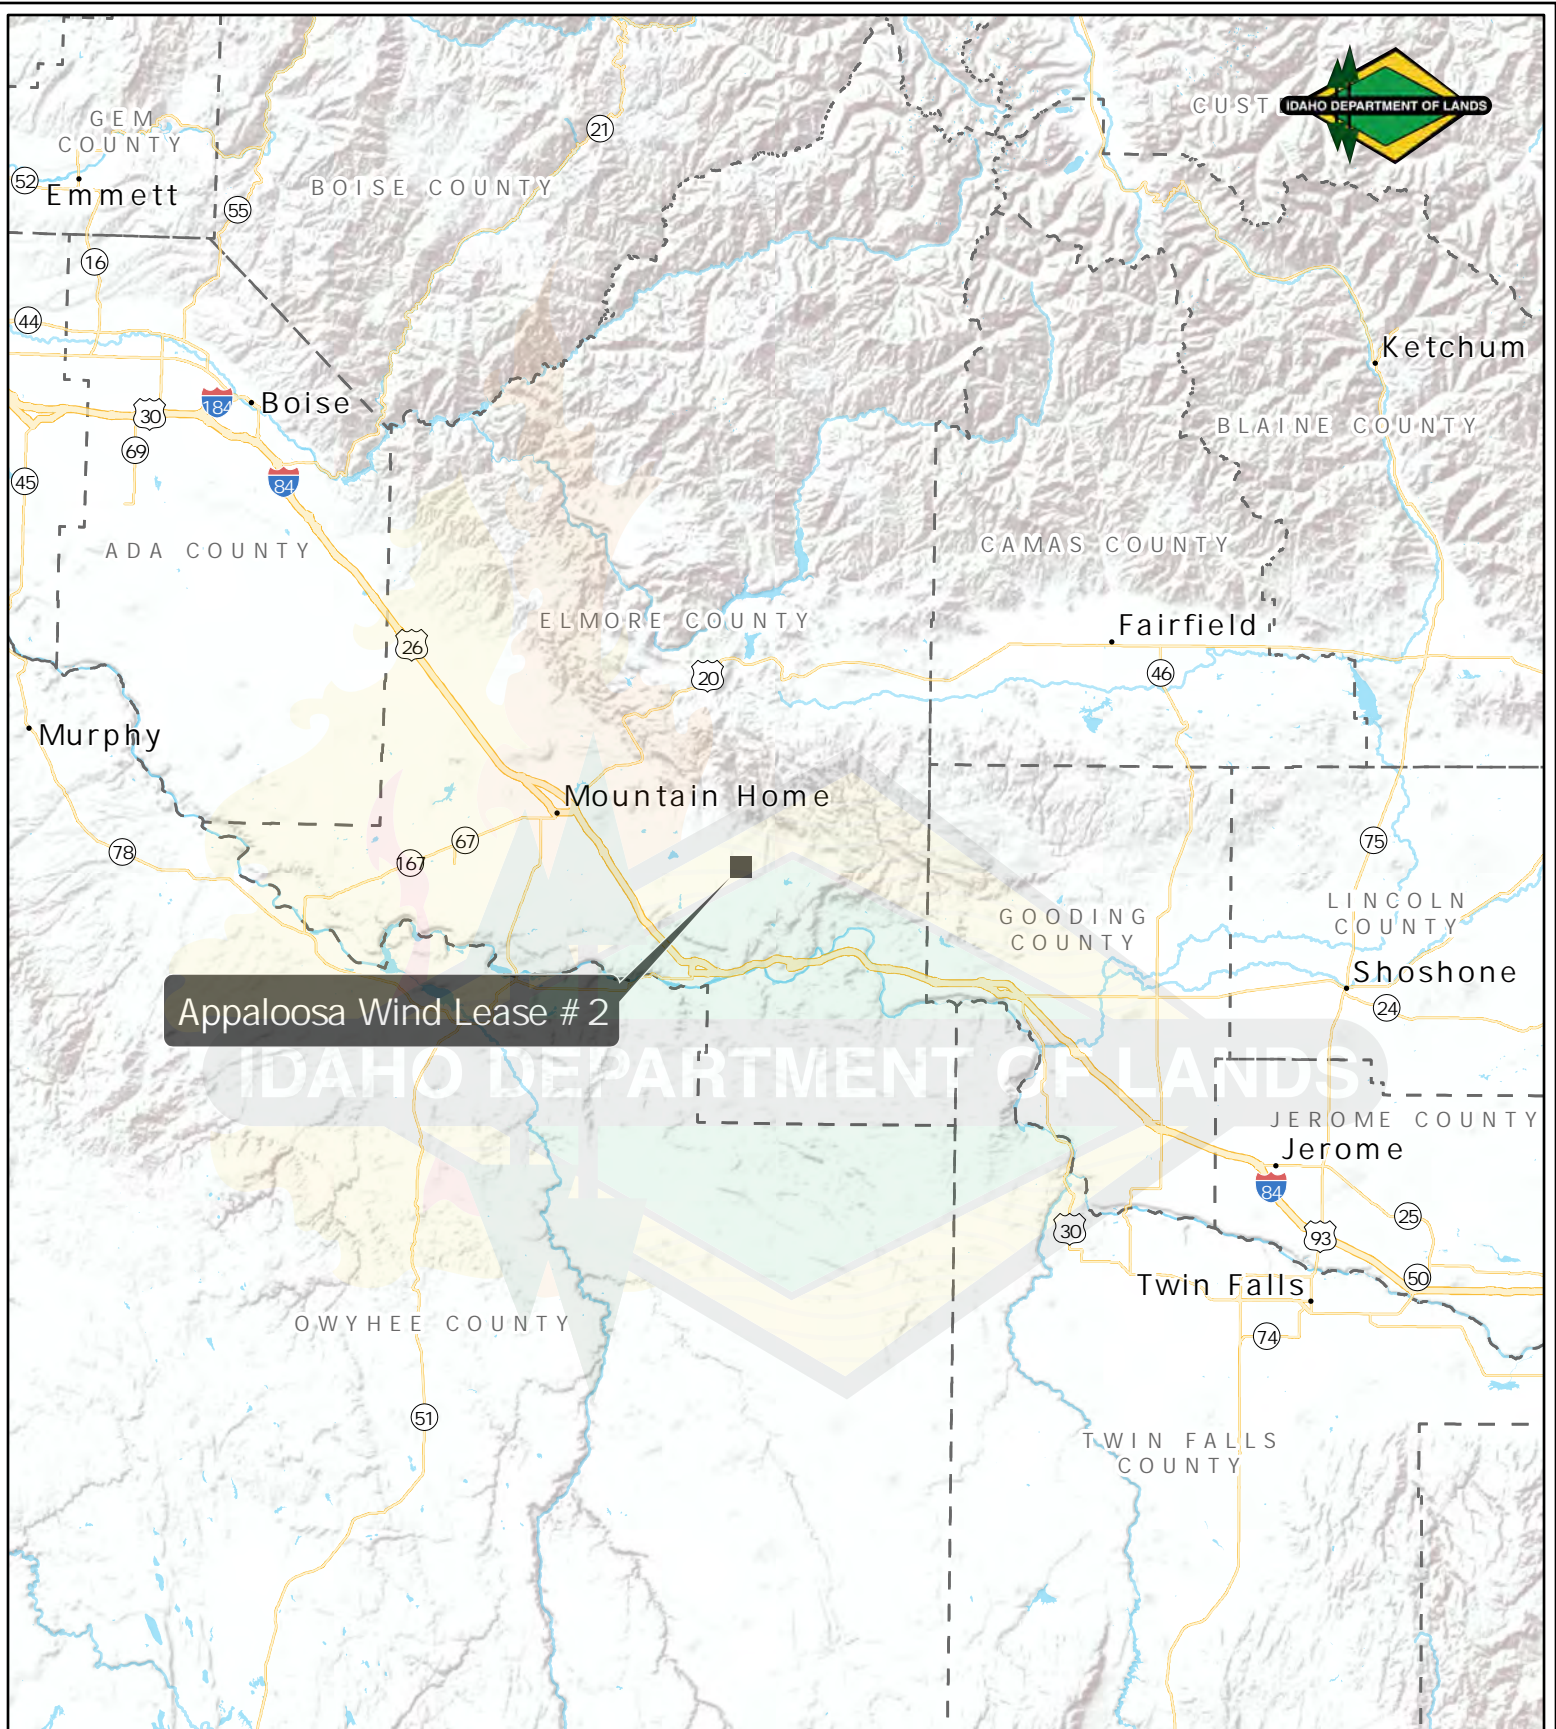 CUST
IDAHO DEPARTMENT OF LANDS
GEM
COUNTY
21
52
Emmett
BOISE COUNTY
55
16
44
Ketchum
184
Boise
30
69
BLAINE COUNTY
45
84
ADA COUNTY
CAMAS COUNTY
ELMORE COUNTY
Fairfield
26
20
46
Murphy
Mountain Home
78
67
167
75
LINCOLN
COUNTY
GOODING
COUNTY
Shoshone
24
Appaloosa Wind Lease #2
IDAHO DEPARTMENT OF LANDS
JEROME COUNTY
Jerome
84
25
30
93
50
Twin Falls
74
OWYHEE COUNTY
51
TWIN FALLS
COUNTY